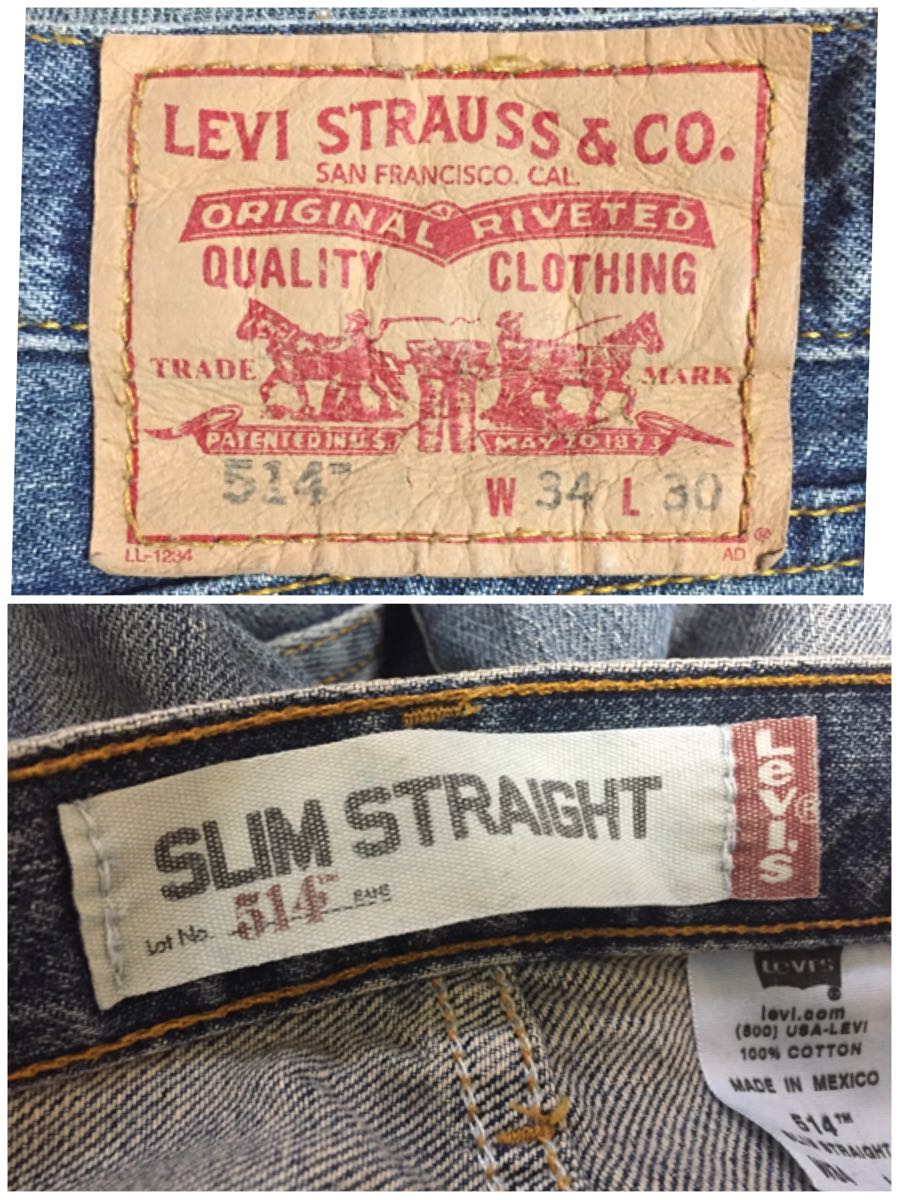 LEVI STRAUSS & CO.
SAN FRANCISCO. CAL.
ORIGINAL RIVETED
QUALITY CLOTHING
TRADE MARK
PATENTED IN U.S. MAY 20 1873
514™ W 34 L 30
LL-1234 AD ®
SLIM STRAIGHT
Lot No. 514™ JEANS
Levi's®
LEVI'S®
levi.com
(800) USA-LEVI
100% COTTON
MADE IN MEXICO
514™
STRAIGHT